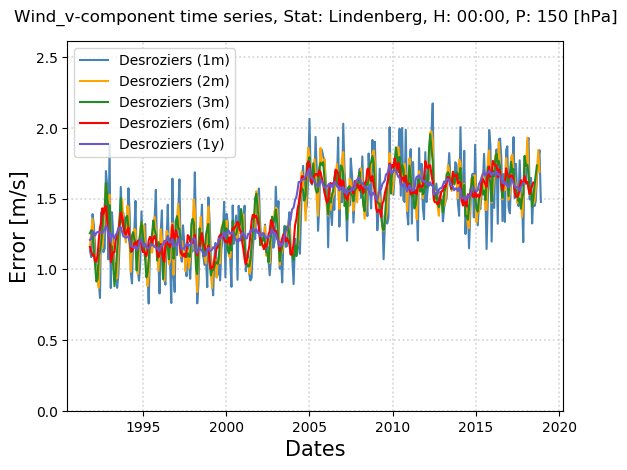 Wind_v-component time series, Stat: Lindenberg, H: 00:00, P: 150 [hPa]
Desroziers (1m)
Desroziers (2m)
Desroziers (3m)
Desroziers (6m)
Desroziers (1y)
Error [m/s]
2.5
2.0
1.5
1.0
0.5
0.0
1995 2000 2005 2010 2015 2020
Dates